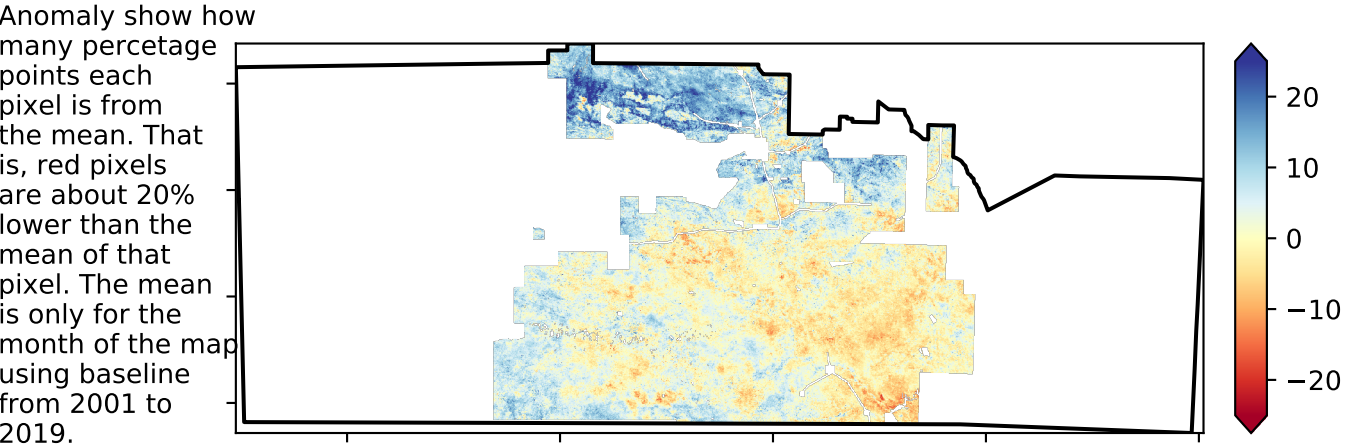 Anomaly show how
many percetage
points each
pixel is from
the mean. That
is, red pixels
are about 20%
lower than the
mean of that
pixel. The mean
is only for the
month of the map
using baseline
from 2001 to
2019.
20
10
0
−10
−20